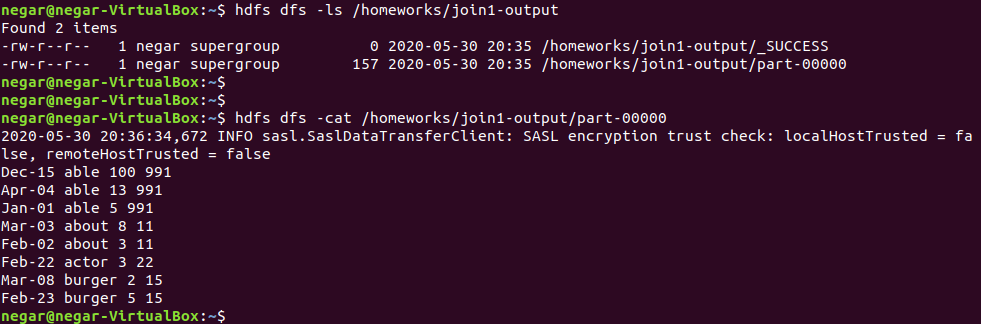 negar@negar-VirtualBox:~$ hdfs dfs -ls /homeworks/join1-output
Found 2 items
-rw-r--r--   1 negar supergroup          0 2020-05-30 20:35 /homeworks/join1-output/_SUCCESS
-rw-r--r--   1 negar supergroup        157 2020-05-30 20:35 /homeworks/join1-output/part-00000
negar@negar-VirtualBox:~$
negar@negar-VirtualBox:~$
negar@negar-VirtualBox:~$ hdfs dfs -cat /homeworks/join1-output/part-00000
2020-05-30 20:36:34,672 INFO sasl.SaslDataTransferClient: SASL encryption trust check: localHostTrusted = fa
lse, remoteHostTrusted = false
Dec-15 able 100 991
Apr-04 able 13 991
Jan-01 able 5 991
Mar-03 about 8 11
Feb-02 about 3 11
Feb-22 actor 3 22
Mar-08 burger 2 15
Feb-23 burger 5 15
negar@negar-VirtualBox:~$